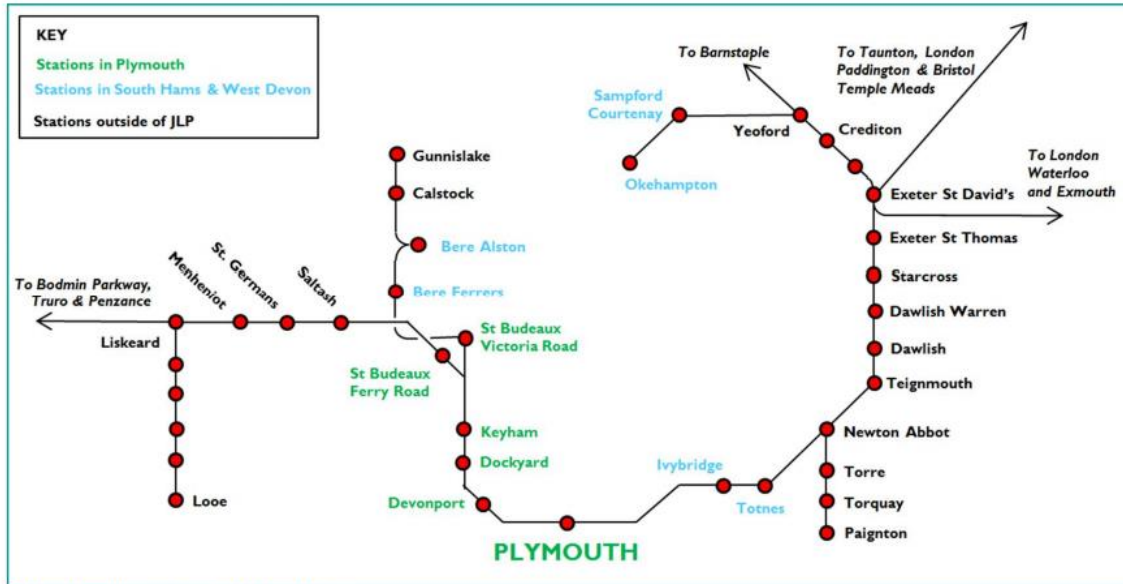 KEY
Stations in Plymouth
Stations in South Hams & West Devon
Stations outside of JLP
To Barnstaple
To Taunton, London
Paddington & Bristol
Temple Meads
Sampford
Courtenay
Yeoford
Crediton
Okehampton
To London
Waterloo
and Exmouth
Gunnislake
Calstock
Exeter St David's
Exeter St Thomas
Bere Alston
Starcross
Bere Ferrers
To Bodmin Parkway,
Truro & Penzance
Menheniot
St. Germans
Saltash
Dawlish Warren
Liskeard
St Budeaux
Victoria Road
Dawlish
St Budeaux
Ferry Road
Teignmouth
Keyham
Newton Abbot
Dockyard
Ivybridge
Torre
Looe
Devonport
Totnes
Torquay
Paignton
PLYMOUTH